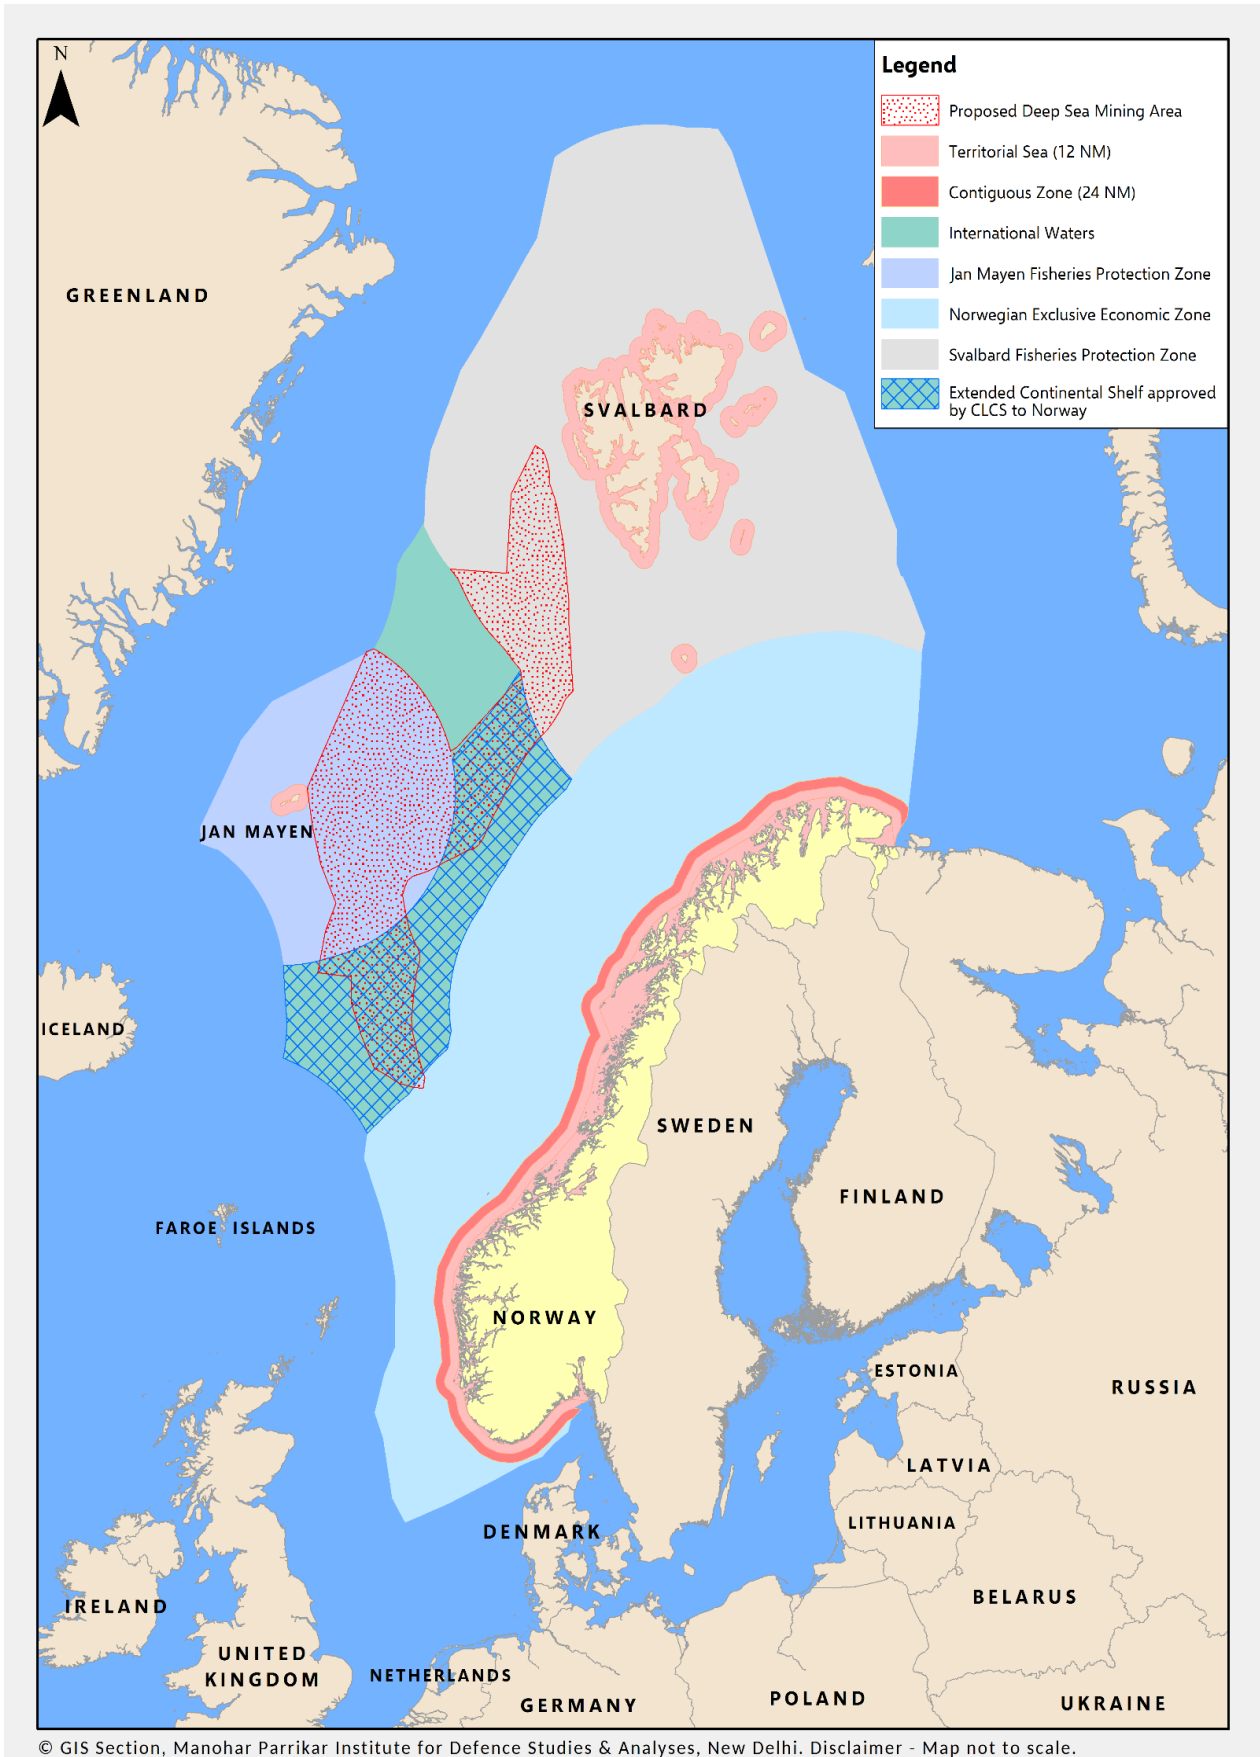 N
Legend
Proposed Deep Sea Mining Area
Territorial Sea (12 NM)
Contiguous Zone (24 NM)
International Waters
Jan Mayen Fisheries Protection Zone
Norwegian Exclusive Economic Zone
Svalbard Fisheries Protection Zone
Extended Continental Shelf approved
by CLCS to Norway
GREENLAND
SVALBARD
JAN MAYEN
ICELAND
SWEDEN
FINLAND
FAROE ISLANDS
NORWAY
ESTONIA
RUSSIA
LATVIA
LITHUANIA
DENMARK
BELARUS
IRELAND
UNITED
KINGDOM
NETHERLANDS
GERMANY
POLAND
UKRAINE
© GIS Section, Manohar Parrikar Institute for Defence Studies & Analyses, New Delhi. Disclaimer - Map not to scale.